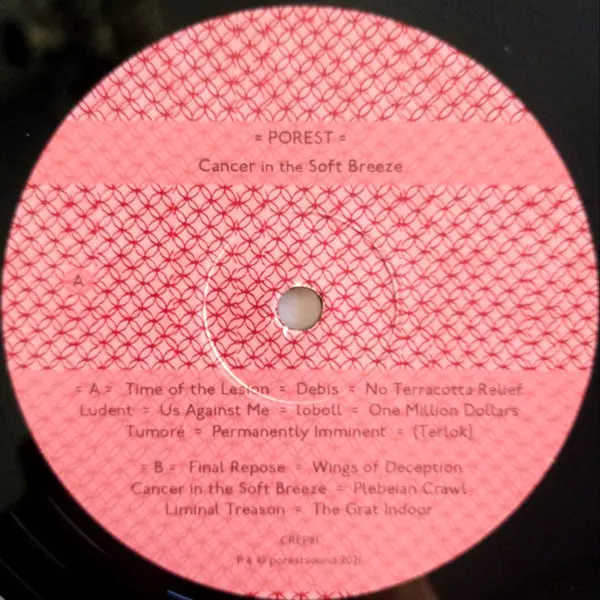 = POREST =
Cancer in the Soft Breeze
A
= A = Time of the Lesion = Debis = No Terracotta Relief
Ludent = Us Against Me = loboll = One Million Dollars
Tumoré = Permanently Imminent = (Terlok)
= B = Final Repose = Wings of Deception
Cancer in the Soft Breeze = Plebeian Crawl
Liminal Treason = The Grat Indoor
CREP81
℗ & © porestsound